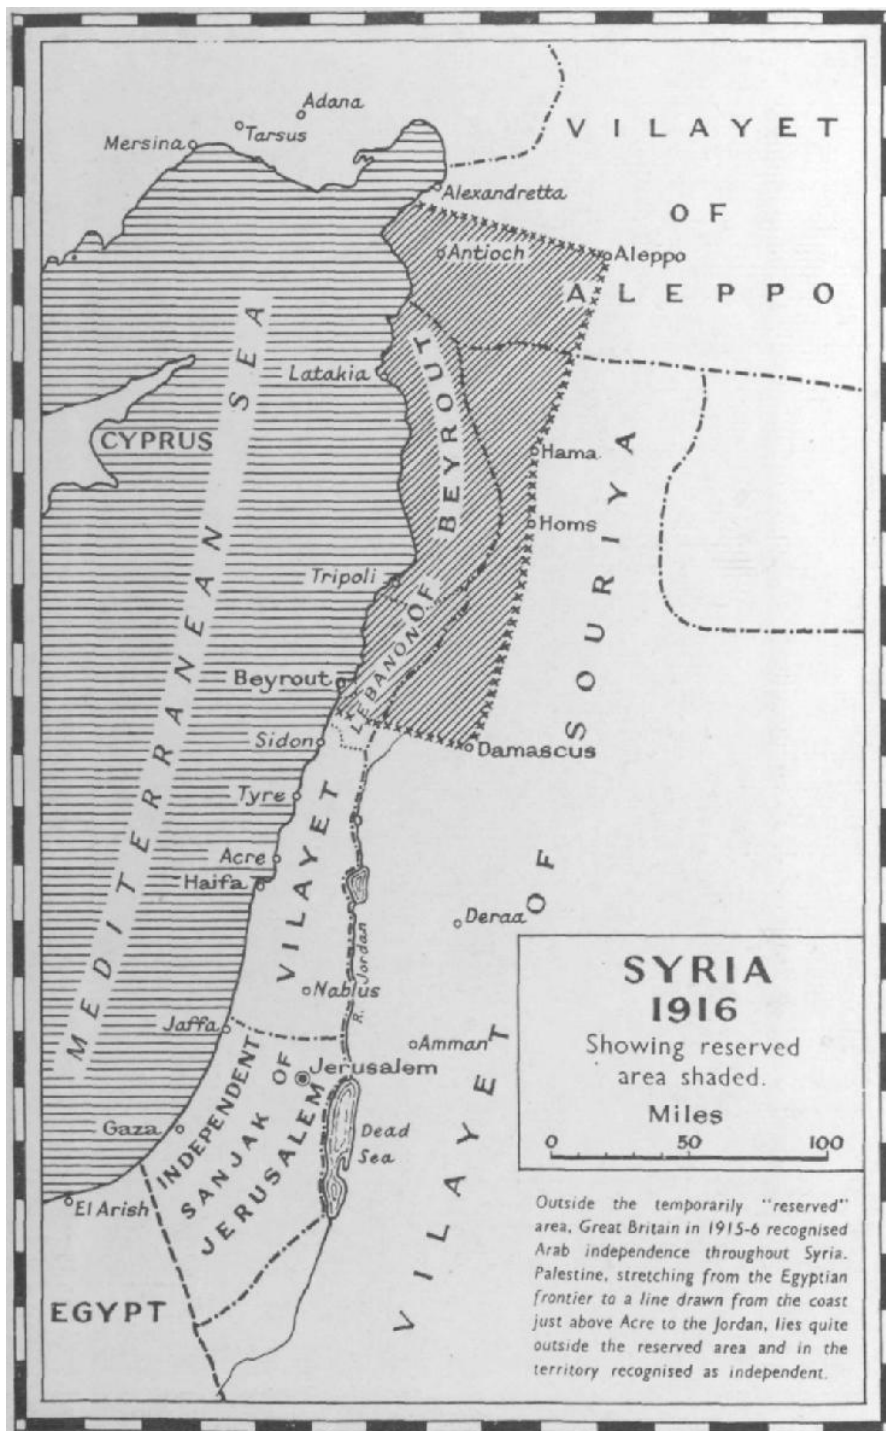 Adana
Tarsus
Mersina
VILAYET
OF
ALEPPO
Alexandretta
Antioch
Aleppo
MEDITERRANEAN SEA
CYPRUS
Latakia
VILAYET OF BEYROUT
Hama
Homs
Tripoli
LEBANON
Beyrout
Sidon
Damascus
VILAYET OF SOURIYA
Tyre
Acre
Haifa
Deraa
R. Jordan
Nablus
Jaffa
Amman
Jerusalem
INDEPENDENT
SANJAK OF
JERUSALEM
Gaza
Dead
Sea
El Arish
EGYPT
SYRIA
1916
Showing reserved
area shaded.
Miles
0 50 100
Outside the temporarily "reserved"
area, Great Britain in 1915-6 recognised
Arab independence throughout Syria.
Palestine, stretching from the Egyptian
frontier to a line drawn from the coast
just above Acre to the Jordan, lies quite
outside the reserved area and in the
territory recognised as independent.